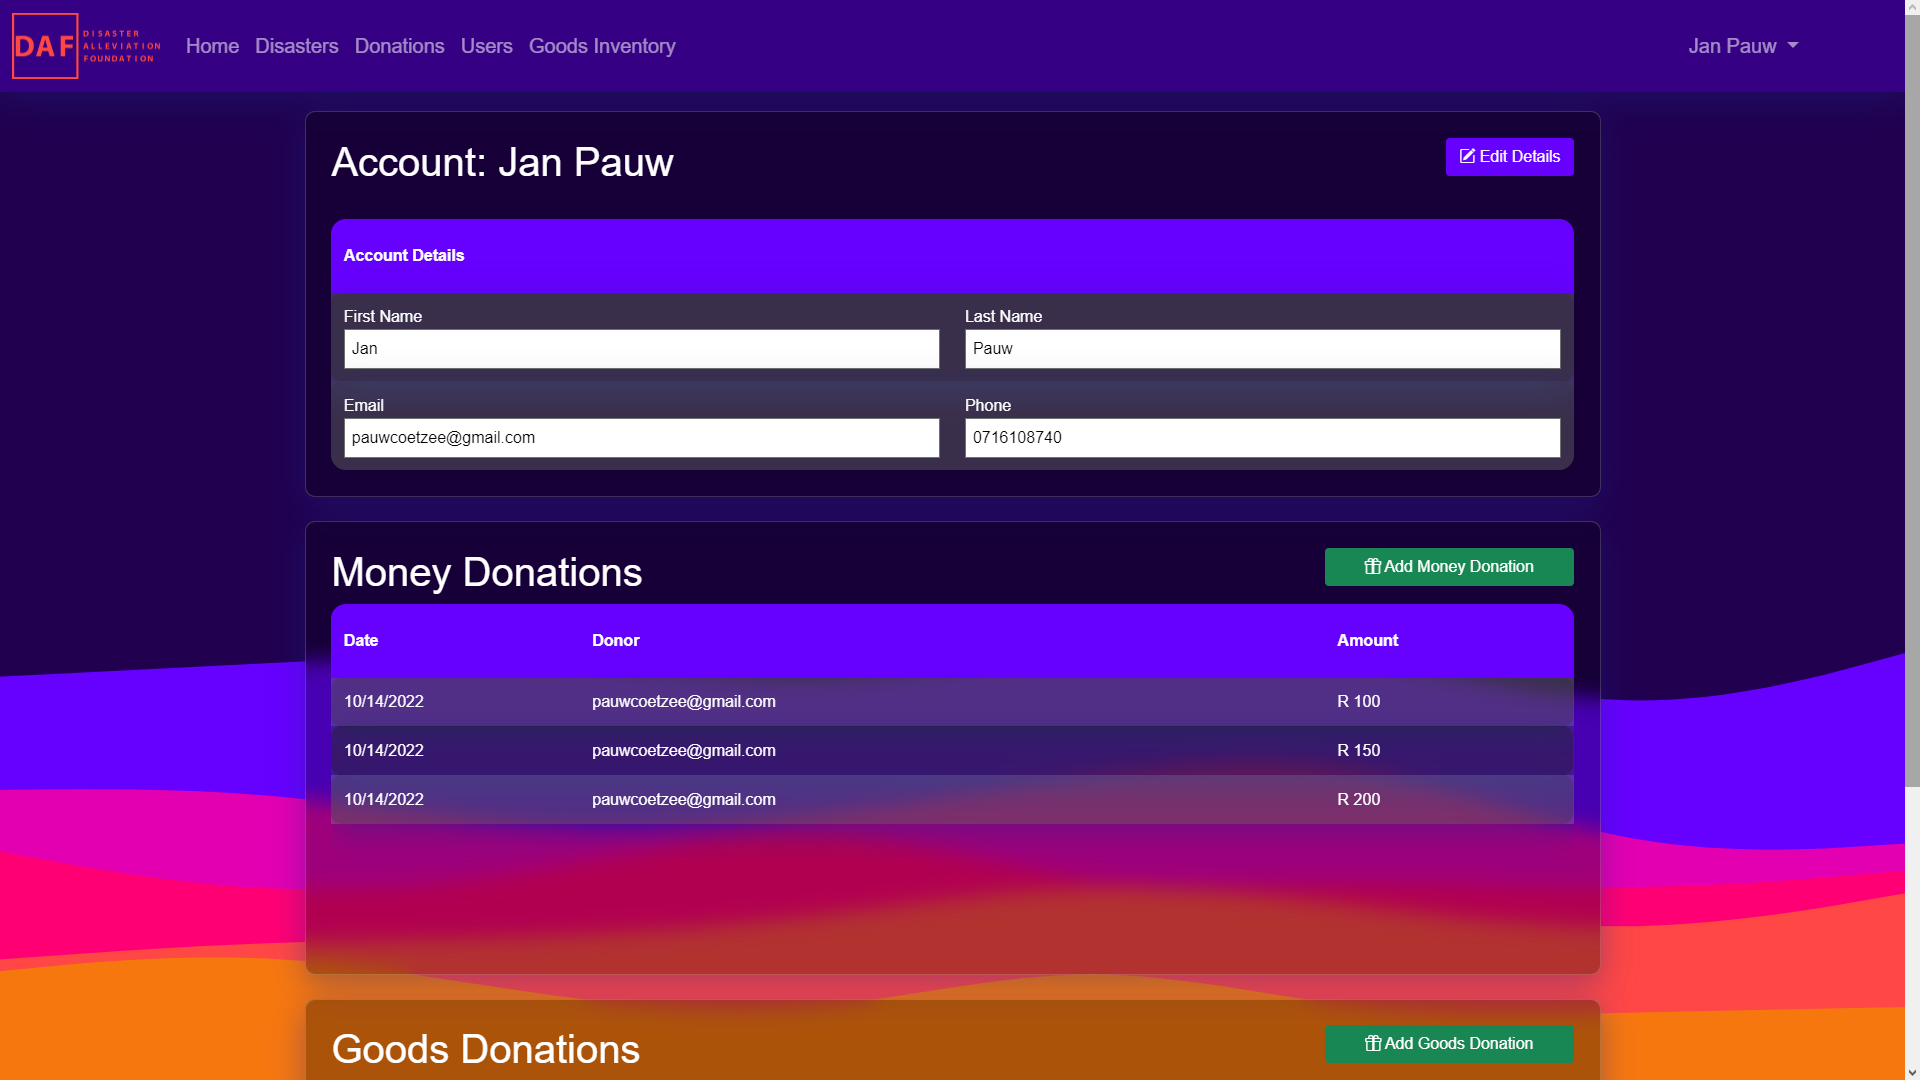 DAF DISASTER
ALLEVIATION
FOUNDATION
Home Disasters Donations Users Goods Inventory Jan Pauw
Account: Jan Pauw
Edit Details
Account Details
First Name Last Name
Jan Pauw
Email Phone
pauwcoetzee@gmail.com 0716108740
Money Donations
Add Money Donation
Date Donor Amount
10/14/2022 pauwcoetzee@gmail.com R 100
10/14/2022 pauwcoetzee@gmail.com R 150
10/14/2022 pauwcoetzee@gmail.com R 200
Goods Donations
Add Goods Donation